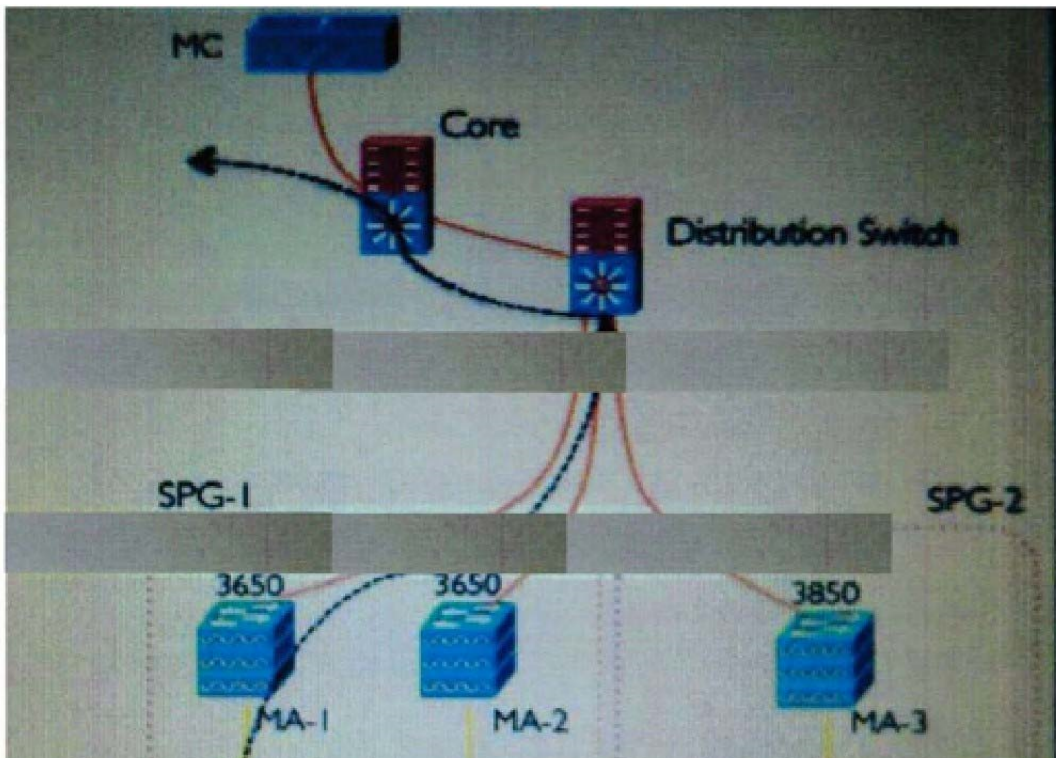 MC
Core
Distribution Switch
SPG-1
SPG-2
3650
3650
3850
MA-1
MA-2
MA-3